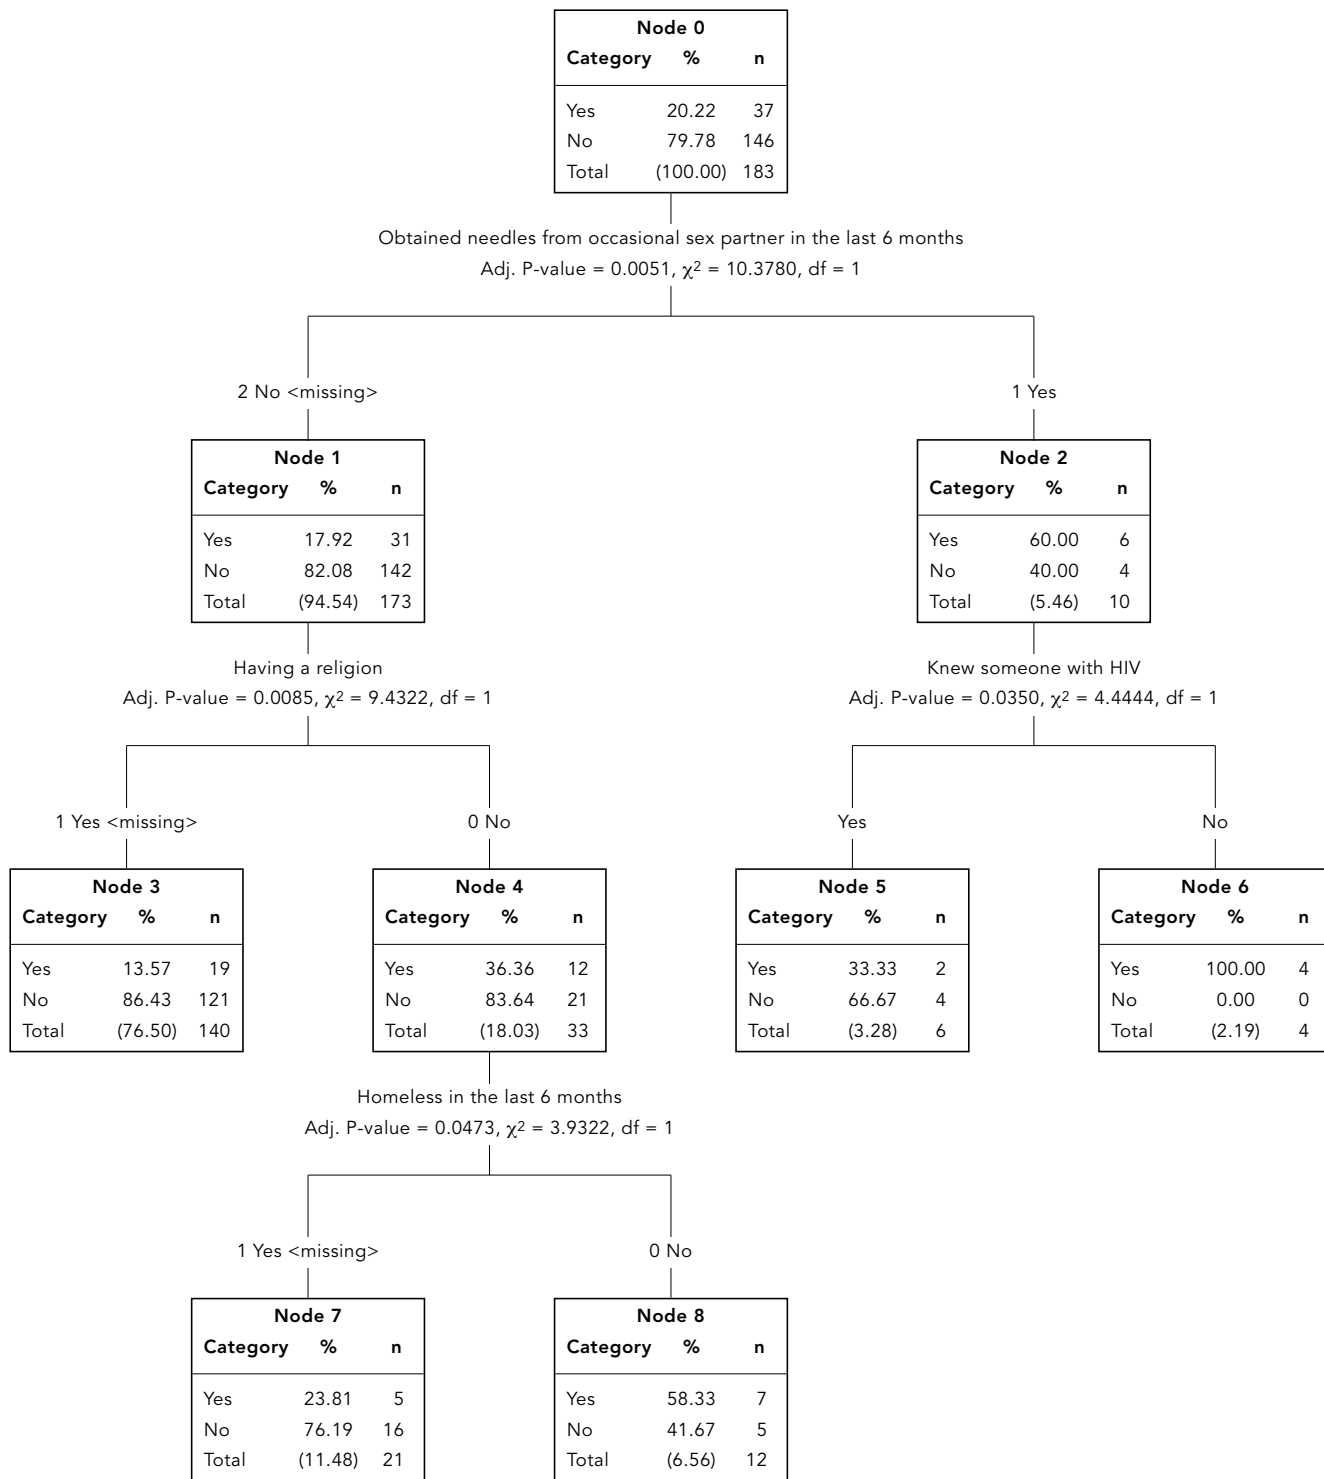 Node 0
Category % n
Yes 20.22 37
No 79.78 146
Total (100.00) 183
Obtained needles from occasional sex partner in the last 6 months
Adj. P-value = 0.0051, χ2 = 10.3780, df = 1
2 No <missing>
1 Yes
Node 1
Category % n
Yes 17.92 31
No 82.08 142
Total (94.54) 173
Node 2
Category % n
Yes 60.00 6
No 40.00 4
Total (5.46) 10
Having a religion
Adj. P-value = 0.0085, χ2 = 9.4322, df = 1
Knew someone with HIV
Adj. P-value = 0.0350, χ2 = 4.4444, df = 1
1 Yes <missing>
0 No
Yes
No
Node 3
Category % n
Yes 13.57 19
No 86.43 121
Total (76.50) 140
Node 4
Category % n
Yes 36.36 12
No 83.64 21
Total (18.03) 33
Node 5
Category % n
Yes 33.33 2
No 66.67 4
Total (3.28) 6
Node 6
Category % n
Yes 100.00 4
No 0.00 0
Total (2.19) 4
Homeless in the last 6 months
Adj. P-value = 0.0473, χ2 = 3.9322, df = 1
1 Yes <missing>
0 No
Node 7
Category % n
Yes 23.81 5
No 76.19 16
Total (11.48) 21
Node 8
Category % n
Yes 58.33 7
No 41.67 5
Total (6.56) 12